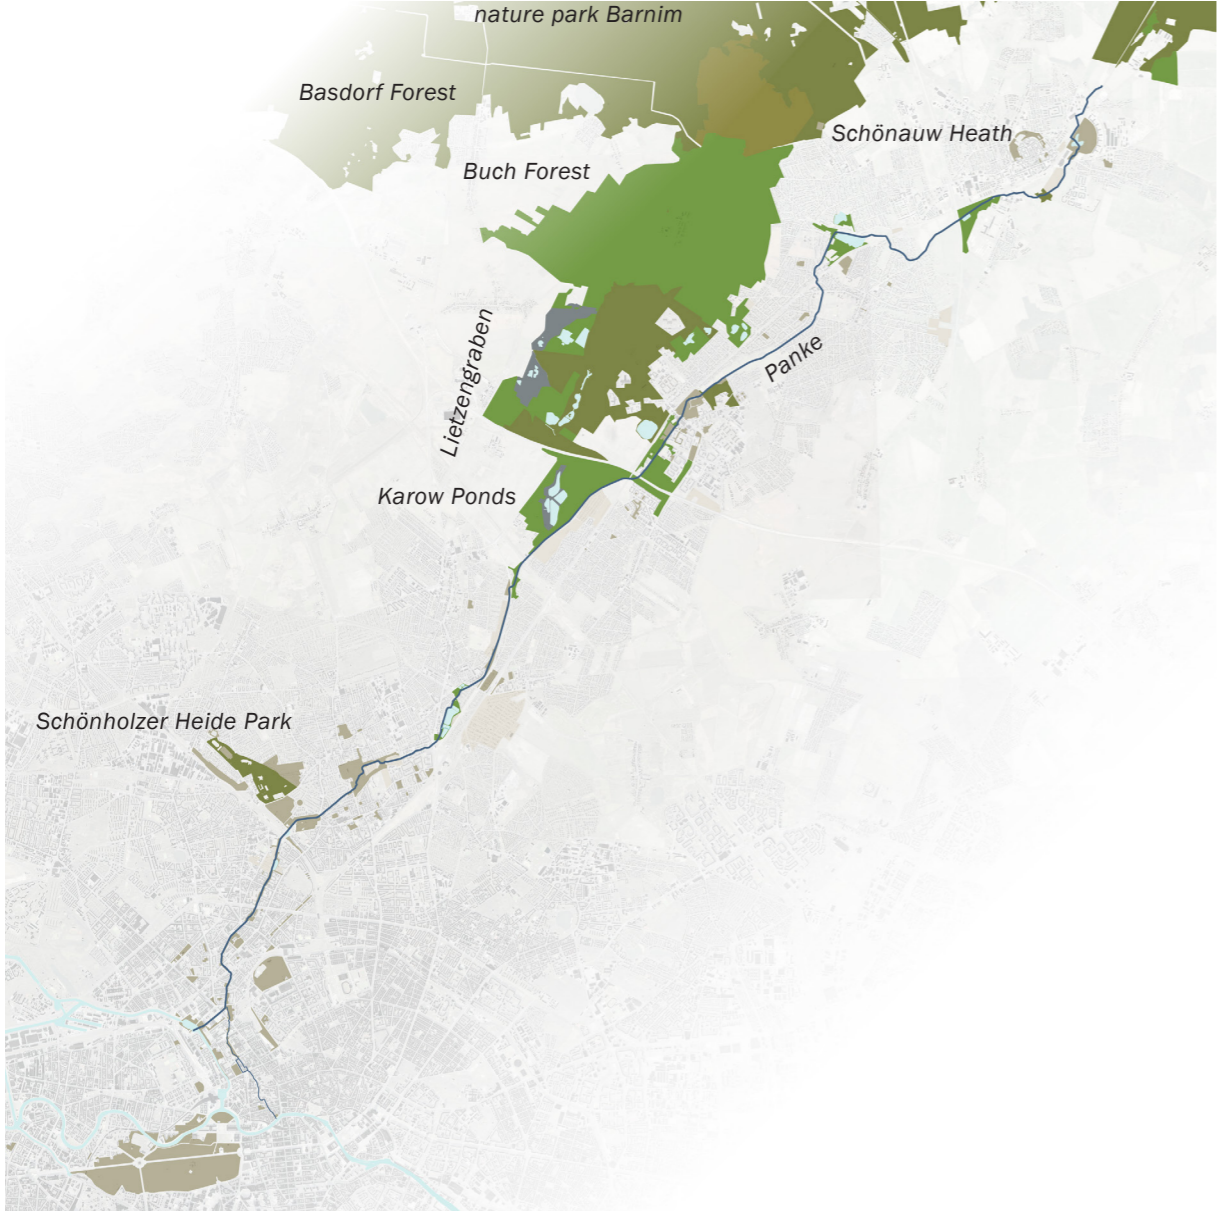 nature park Barnim
Basdorf Forest
Schönauw Heath
Buch Forest
Lietzengraben
Panke
Karow Ponds
Schönholzer Heide Park